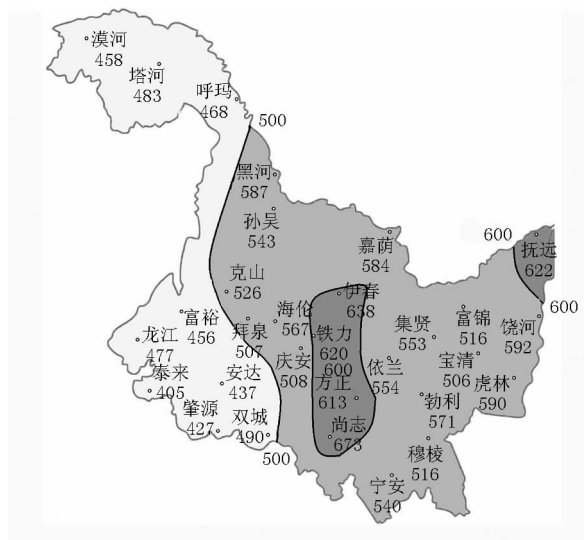 漠河
458
塔河
483
呼玛
468
500
黑河
587
孙吴
543
嘉荫
584
600
抚远
622
600
克山
526
伊春
638
富裕
456
海伦
567
拜泉
507
龙江
477
铁力
620
600
集贤
553
富锦
516
饶河
592
庆安
508
依兰
554
宝清
506
虎林
590
泰来
405
安达
437
方正
613
勃利
571
肇源
427
双城
490
尚志
673
500
穆棱
516
宁安
540